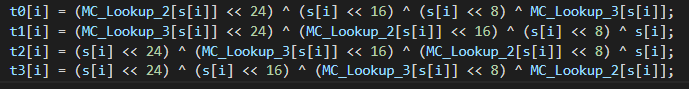 t0[i] = (MC_Lookup_2[s[i]] << 24) ^ (s[i] << 16) ^ (s[i] << 8) ^ MC_Lookup_3[s[i]];
t1[i] = (MC_Lookup_3[s[i]] << 24) ^ (MC_Lookup_2[s[i]] << 16) ^ (s[i] << 8) ^ s[i];
t2[i] = (s[i] << 24) ^ (MC_Lookup_3[s[i]] << 16) ^ (MC_Lookup_2[s[i]] << 8) ^ s[i];
t3[i] = (s[i] << 24) ^ (s[i] << 16) ^ (MC_Lookup_3[s[i]] << 8) ^ MC_Lookup_2[s[i]];